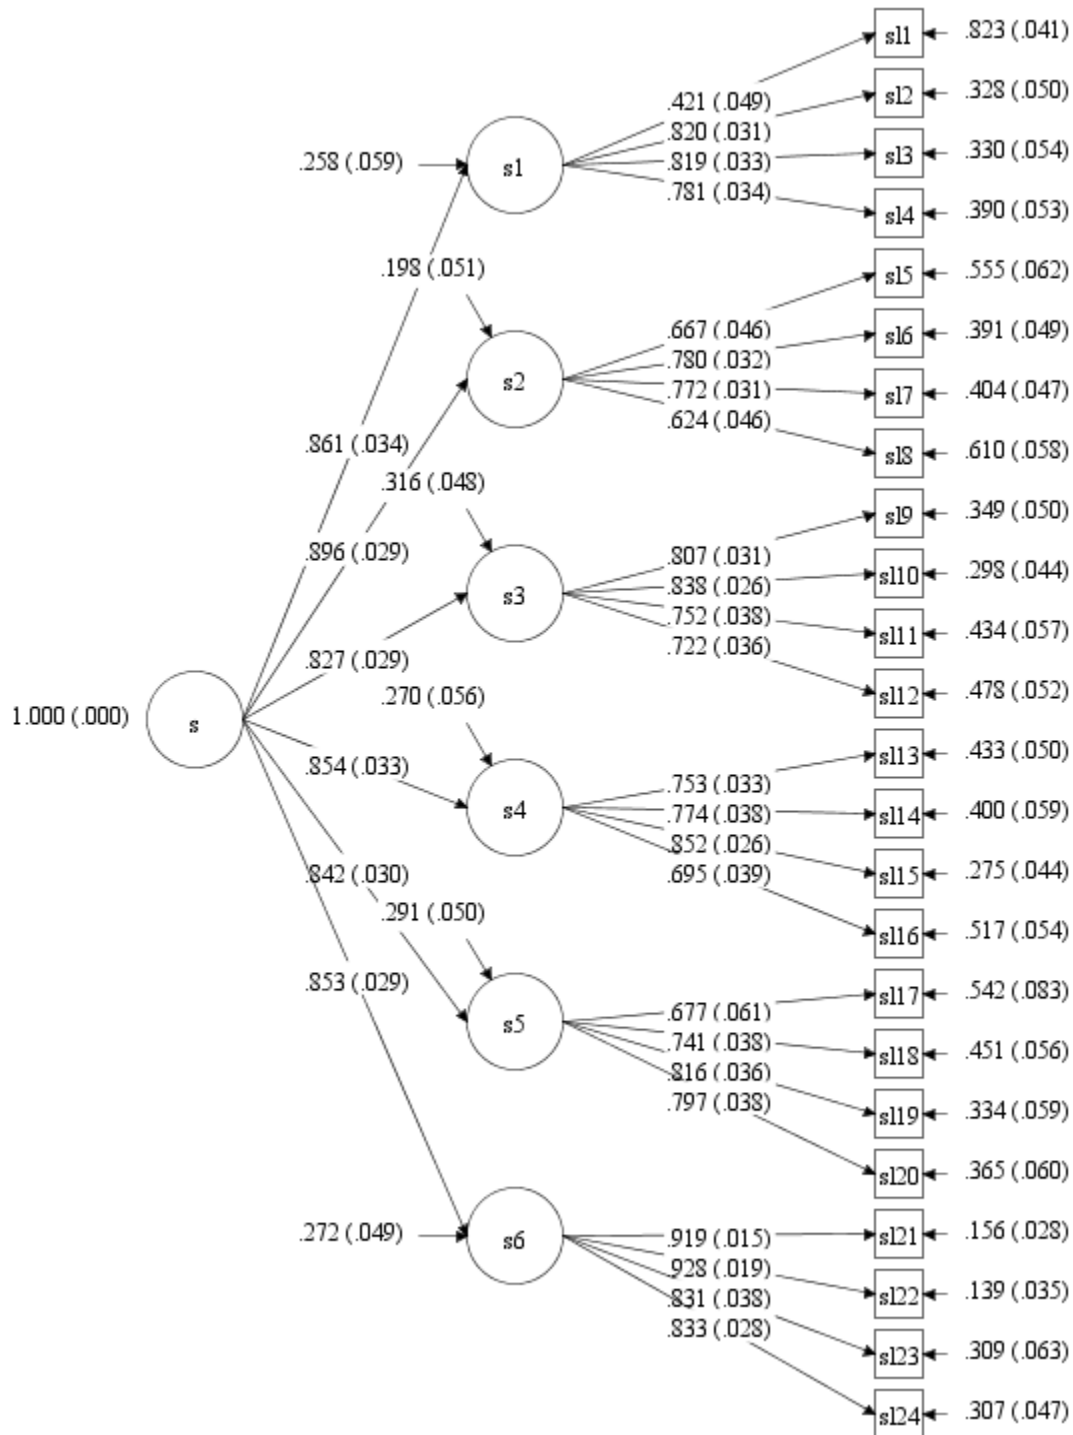 sl1 .823 (.041)
.421 (.049) sl2 .328 (.050)
.820 (.031)
.258 (.059) s1 .819 (.033) sl3 .330 (.054)
.781 (.034)
sl4 .390 (.053)
.198 (.051) sl5 .555 (.062)
.667 (.046) sl6 .391 (.049)
.780 (.032)
s2 .772 (.031) sl7 .404 (.047)
.624 (.046)
.861 (.034) sl8 .610 (.058)
.316 (.048)
sl9 .349 (.050)
.896 (.029) .807 (.031)
.838 (.026) sl10 .298 (.044)
s3 .752 (.038)
.722 (.036) sl11 .434 (.057)
.827 (.029)
.270 (.056) sl12 .478 (.052)
1.000 (.000) s
.854 (.033) .753 (.033) sl13 .433 (.050)
s4 .774 (.038) sl14 .400 (.059)
.852 (.026)
.842 (.030) .695 (.039) sl15 .275 (.044)
.291 (.050) sl16 .517 (.054)
.853 (.029) sl17 .542 (.083)
s5 .677 (.061)
.741 (.038) sl18 .451 (.056)
.816 (.036)
.797 (.038) sl19 .334 (.059)
sl20 .365 (.060)
.272 (.049) s6 .919 (.015) sl21 .156 (.028)
.928 (.019)
.831 (.038) sl22 .139 (.035)
.833 (.028)
sl23 .309 (.063)
sl24 .307 (.047)